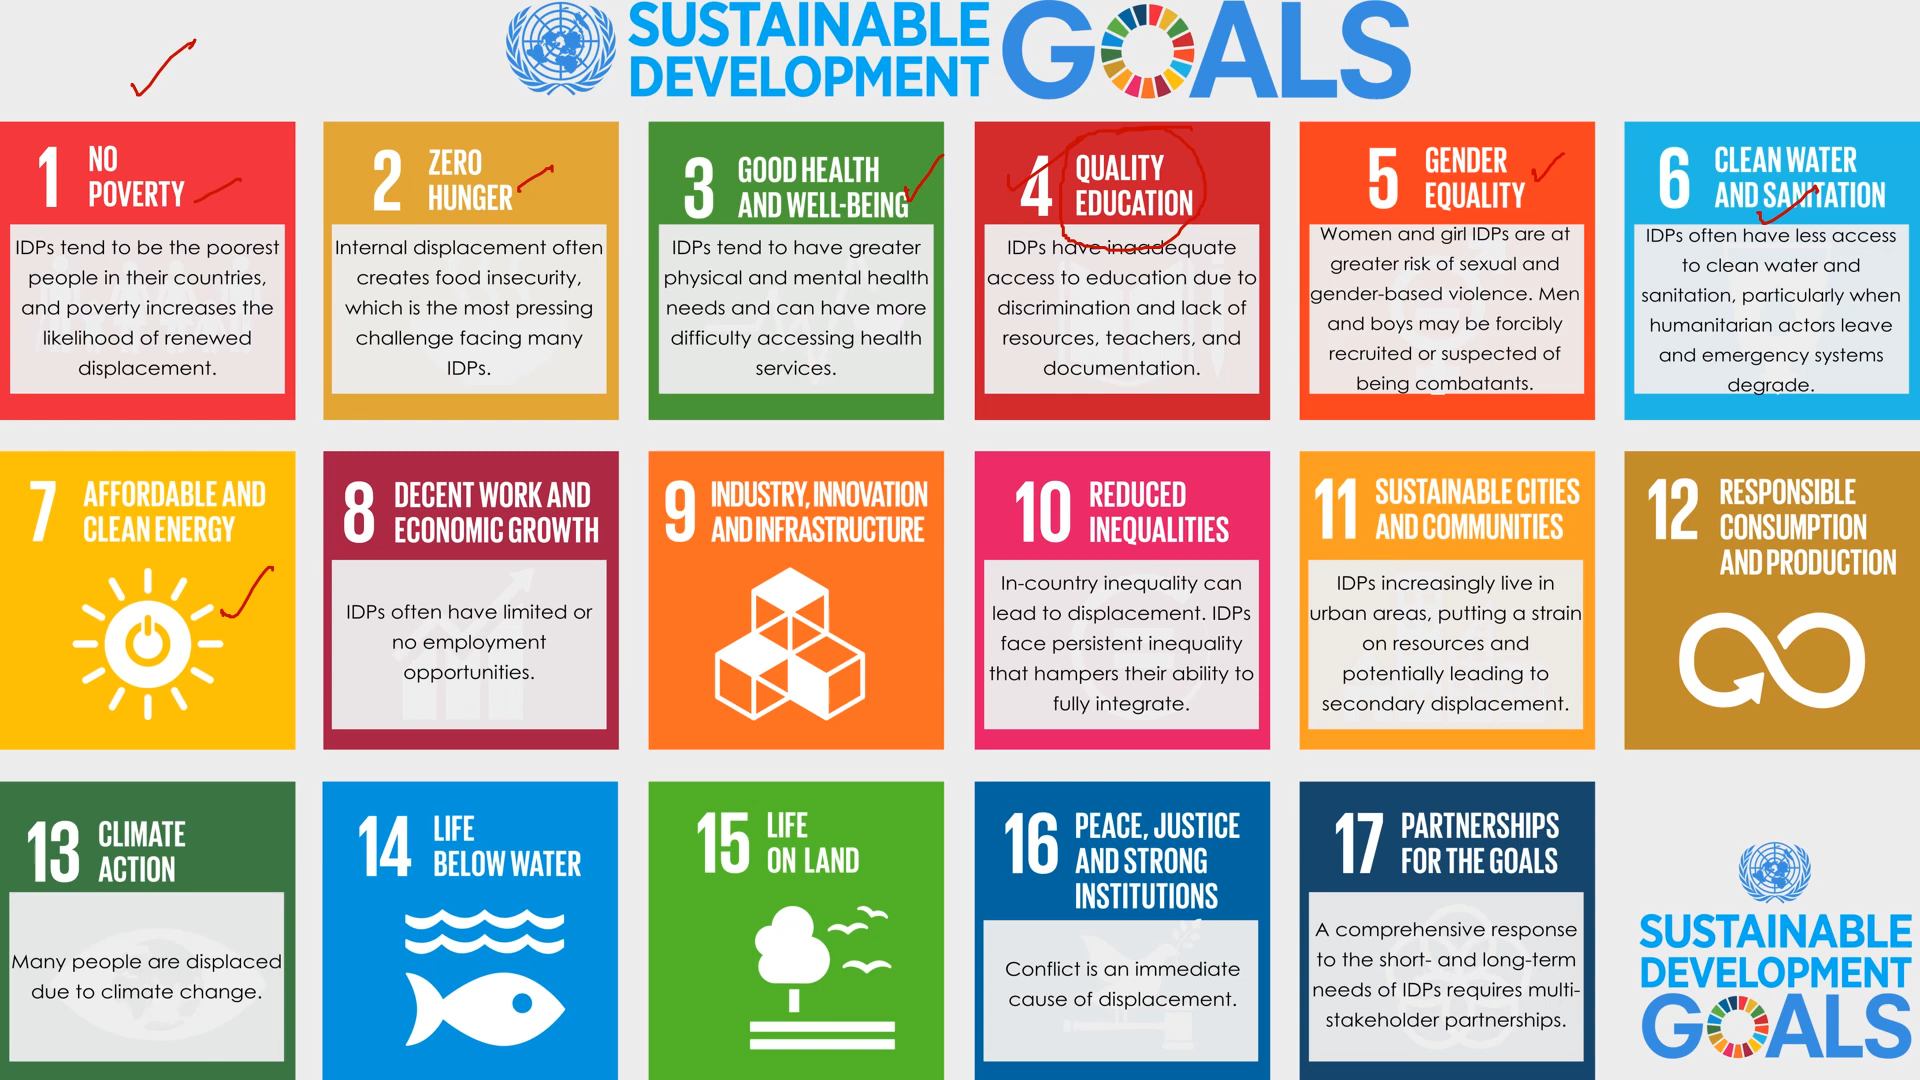 SUSTAINABLE
DEVELOPMENT
GOALS
1 NO
POVERTY
IDPs tend to be the poorest
people in their countries,
and poverty increases the
likelihood of renewed
displacement.
2 ZERO
HUNGER
Internal displacement often
creates food insecurity,
which is the most pressing
challenge facing many
IDPs.
3 GOOD HEALTH
AND WELL-BEING
IDPs tend to have greater
physical and mental health
needs and can have more
difficulty accessing health
services.
4 QUALITY
EDUCATION
IDPs have inadequate
access to education due to
discrimination and lack of
resources, teachers, and
documentation.
5 GENDER
EQUALITY
Women and girl IDPs are at
greater risk of sexual and
gender-based violence. Men
and boys may be forcibly
recruited or suspected of
being combatants.
6 CLEAN WATER
AND SANITATION
IDPs often have less access
to clean water and
sanitation, particularly when
humanitarian actors leave
and emergency systems
degrade.
7 AFFORDABLE AND
CLEAN ENERGY
8 DECENT WORK AND
ECONOMIC GROWTH
IDPs often have limited or
no employment
opportunities.
9 INDUSTRY, INNOVATION
AND INFRASTRUCTURE
10 REDUCED
INEQUALITIES
In-country inequality can
lead to displacement. IDPs
face persistent inequality
that hampers their ability to
fully integrate.
11 SUSTAINABLE CITIES
AND COMMUNITIES
IDPs increasingly live in
urban areas, putting a strain
on resources and
potentially leading to
secondary displacement.
12 RESPONSIBLE
CONSUMPTION
AND PRODUCTION
13 CLIMATE
ACTION
Many people are displaced
due to climate change.
14 LIFE
BELOW WATER
15 LIFE
ON LAND
16 PEACE, JUSTICE
AND STRONG
INSTITUTIONS
Conflict is an immediate
cause of displacement.
17 PARTNERSHIPS
FOR THE GOALS
A comprehensive response
to the short- and long-term
needs of IDPs requires multi-
stakeholder partnerships.
SUSTAINABLE
DEVELOPMENT
GOALS